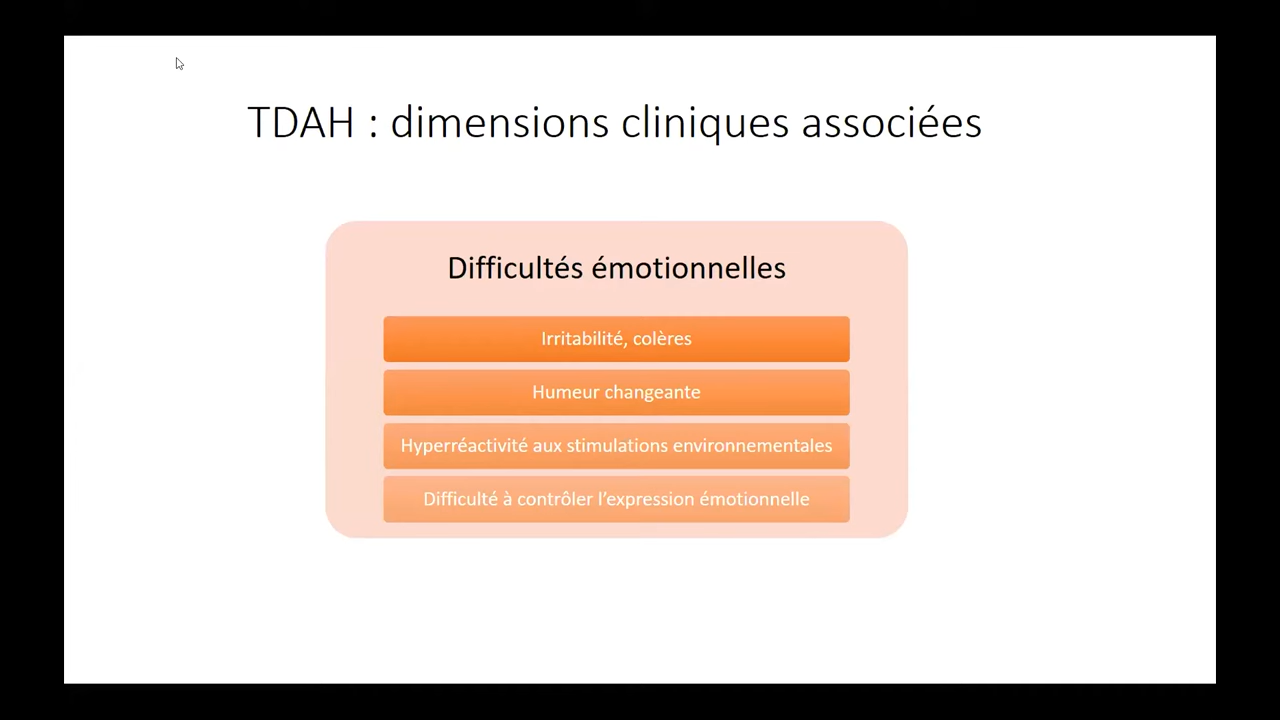 TDAH : dimensions cliniques associées
Difficultés émotionnelles
Irritabilité, colères
Humeur changeante
Hyperréactivité aux stimulations environnementales
Difficulté à contrôler l’expression émotionnelle